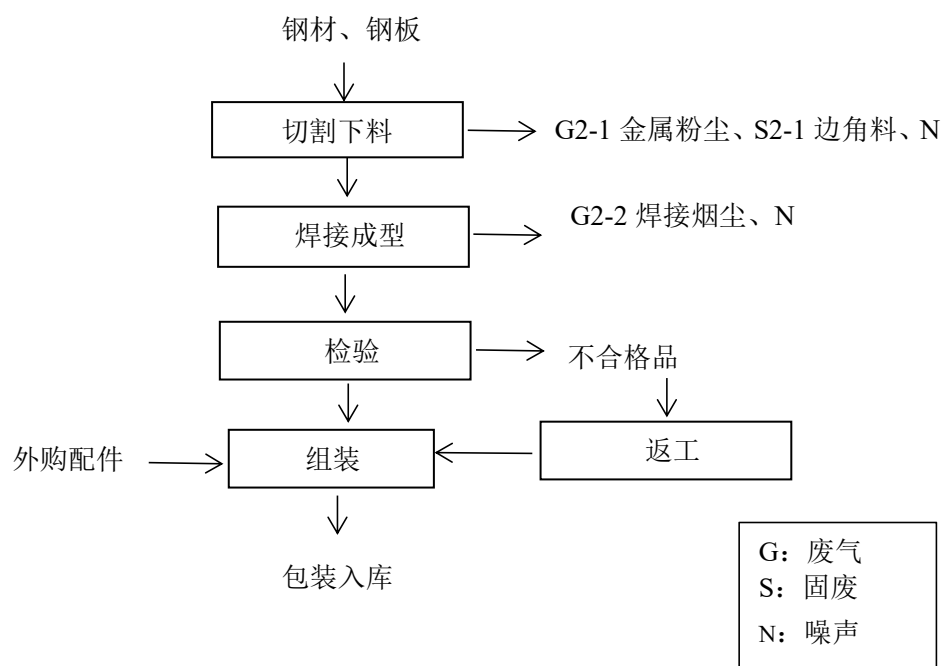 钢材、钢板
切割下料
G2-1 金属粉尘、S2-1 边角料、N
焊接成型
G2-2 焊接烟尘、N
检验
不合格品
外购配件
组装
返工
包装入库
G：废气
S：固废
N：噪声